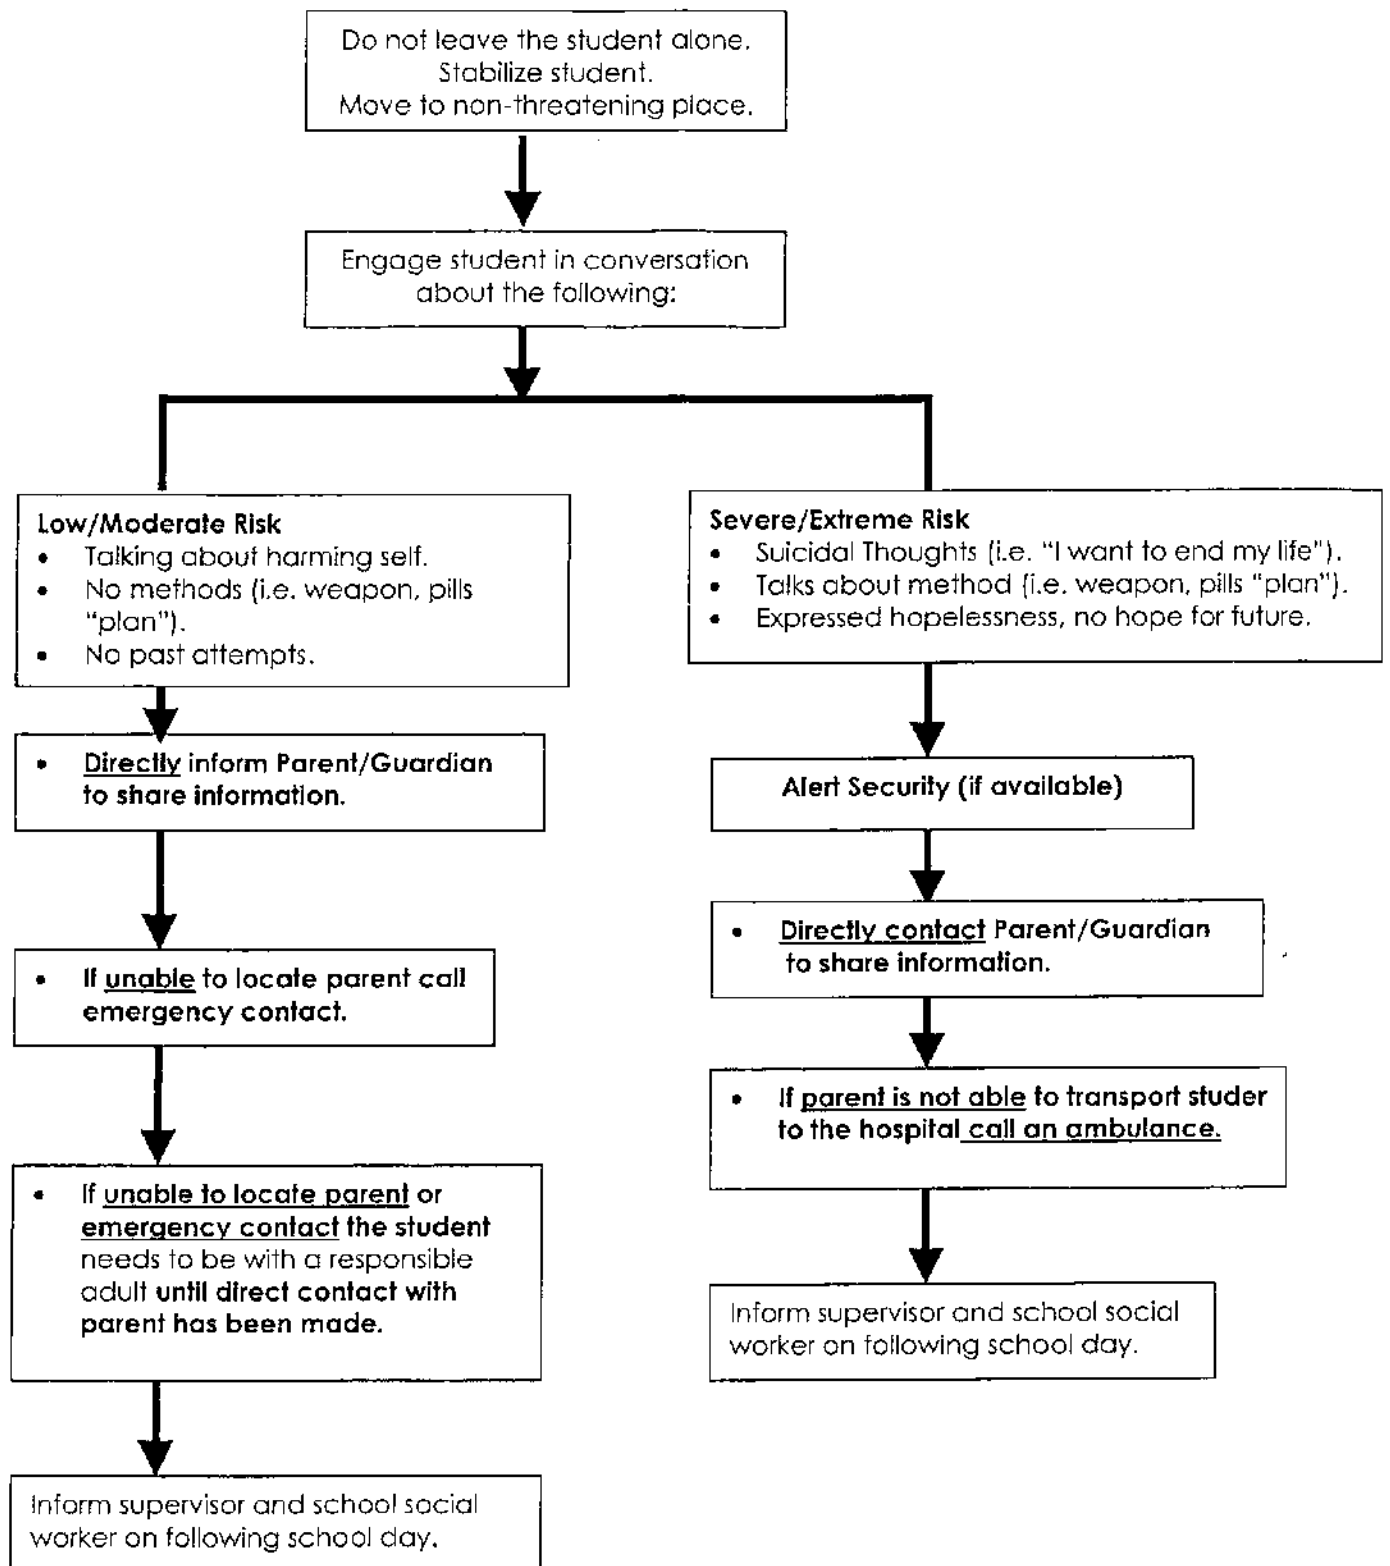 Do not leave the student alone.
Stabilize student.
Move to non-threatening place.
Engage student in conversation
about the following:
Low/Moderate Risk
• Talking about harming self.
• No methods (i.e. weapon, pills
"plan").
• No past attempts.
• Directly inform Parent/Guardian
to share information.
• If unable to locate parent call
emergency contact.
• If unable to locate parent or
emergency contact the student
needs to be with a responsible
adult until direct contact with
parent has been made.
Inform supervisor and school social
worker on following school day.
Severe/Extreme Risk
• Suicidal Thoughts (i.e. "I want to end my life").
• Talks about method (i.e. weapon, pills "plan").
• Expressed hopelessness, no hope for future.
Alert Security (if available)
• Directly contact Parent/Guardian
to share information.
• If parent is not able to transport studer
to the hospital call an ambulance.
Inform supervisor and school social
worker on following school day.